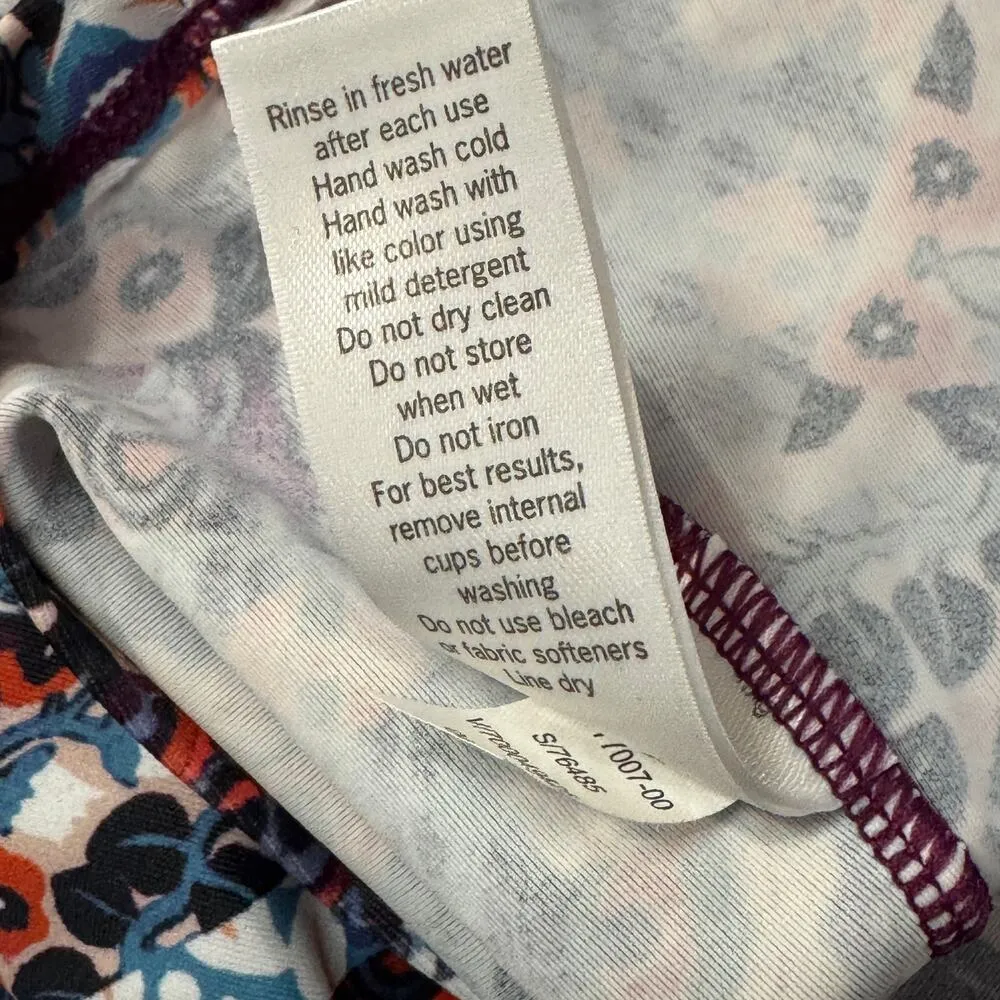 Rinse in fresh water
after each use
Hand wash cold
Hand wash with
like color using
mild detergent
Do not dry clean
Do not store
when wet
Do not iron
For best results,
remove internal
cups before
washing
Do not use bleach
or fabric softeners
Line dry
7007-00
S/76485